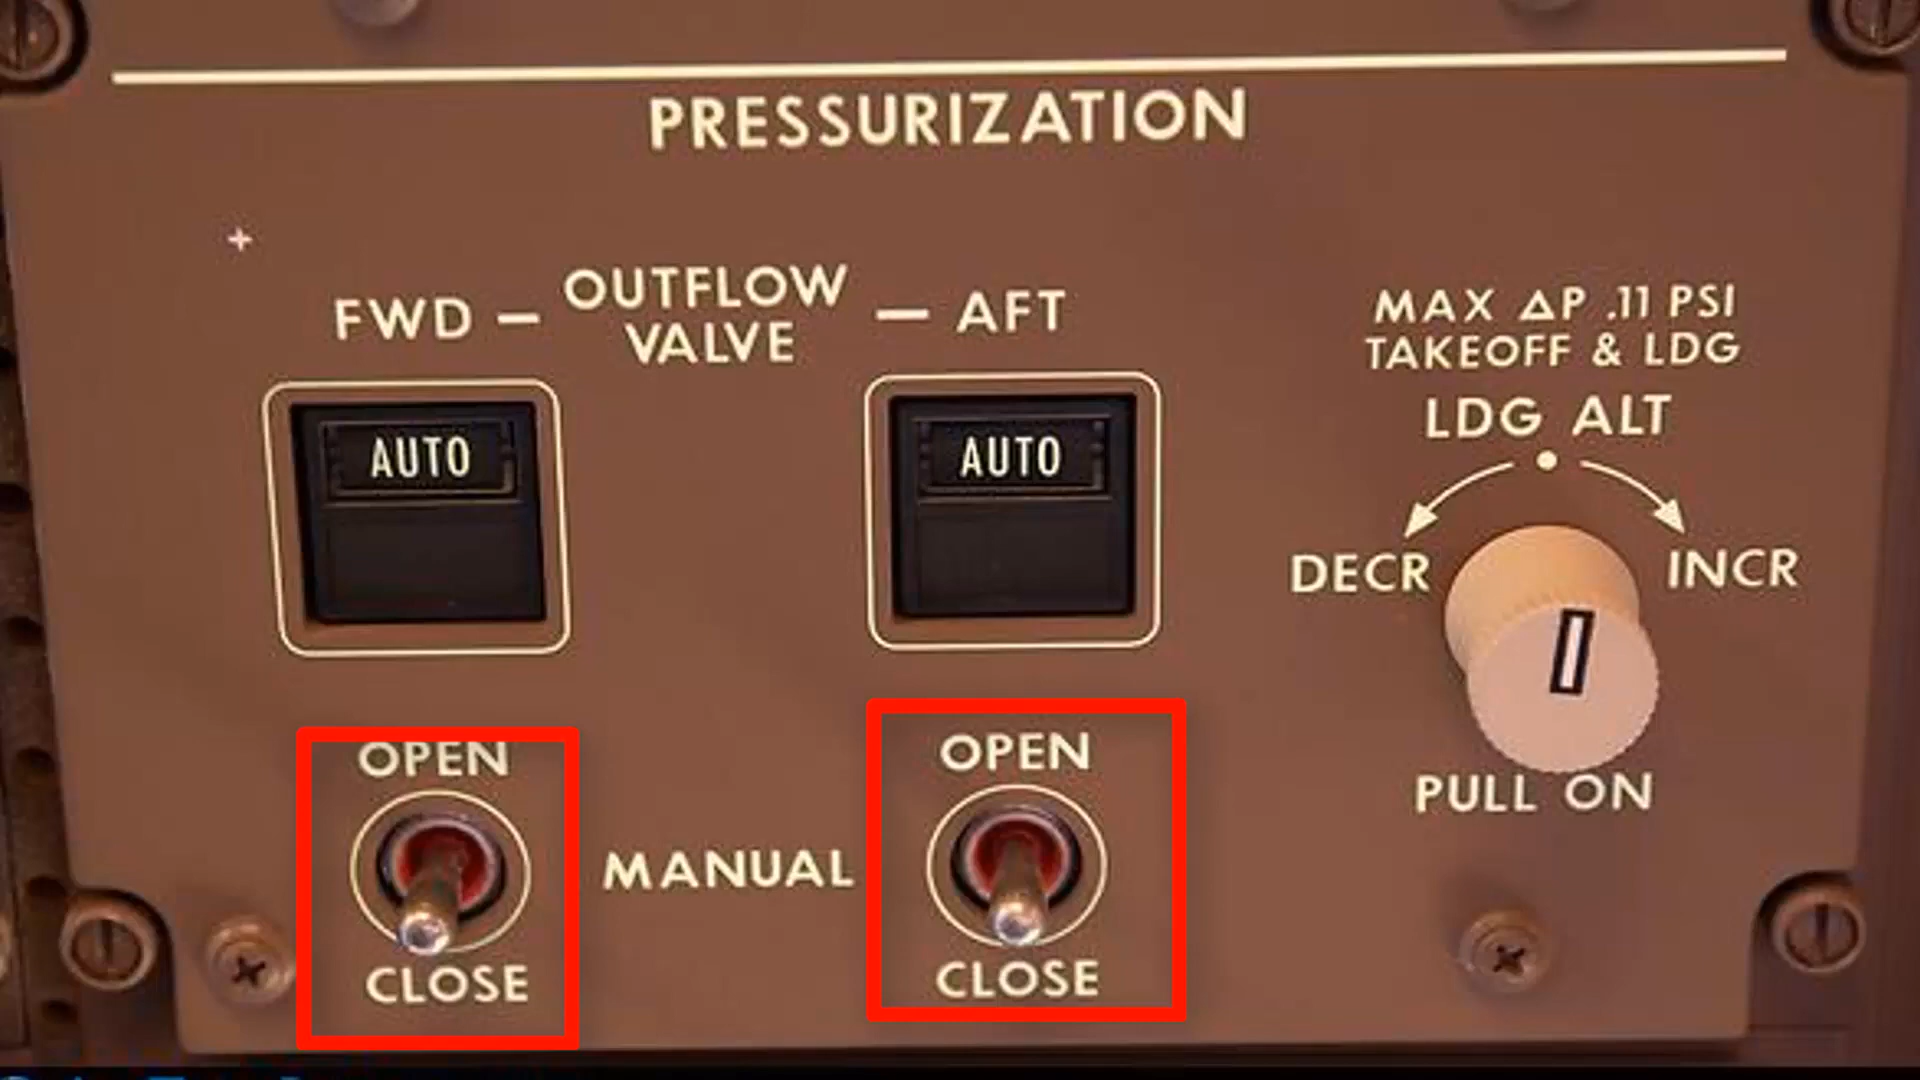 PRESSURIZATION
FWD — OUTFLOW VALVE — AFT
MAX ΔP .11 PSI
TAKEOFF & LDG
LDG ALT
AUTO
AUTO
DECR
INCR
PULL ON
OPEN
OPEN
MANUAL
CLOSE
CLOSE